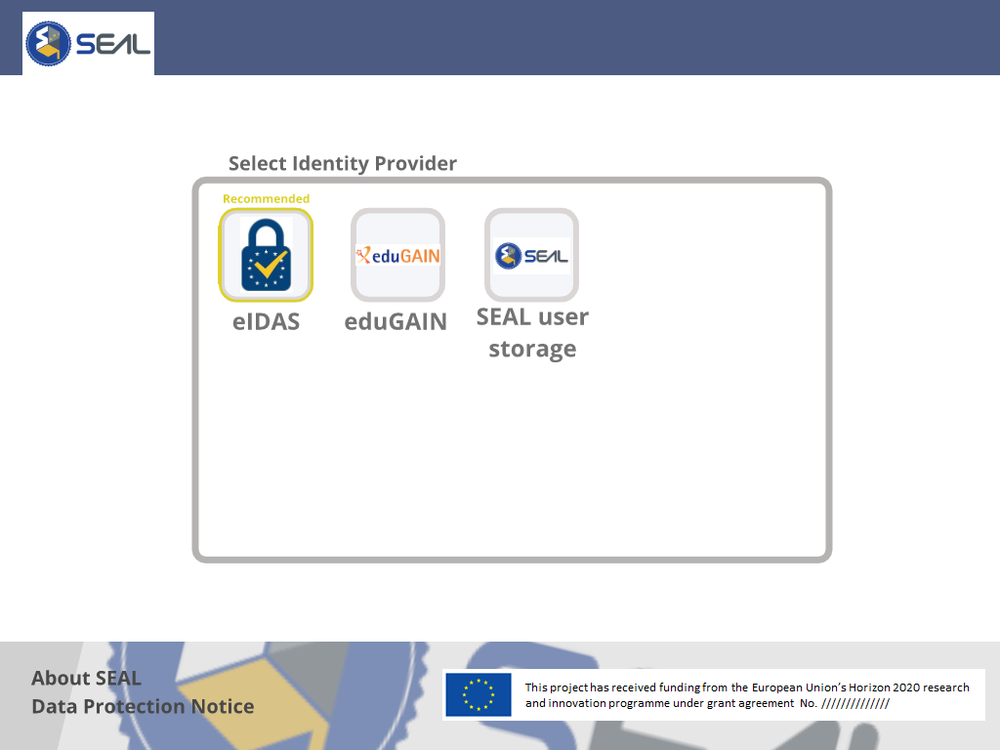 SEAL
Select Identity Provider
Recommended
eduGAIN
SEAL
eIDAS
eduGAIN
SEAL user
storage
About SEAL
Data Protection Notice
This project has received funding from the European Union's Horizon 2020 research
and innovation programme under grant agreement No. //////////////